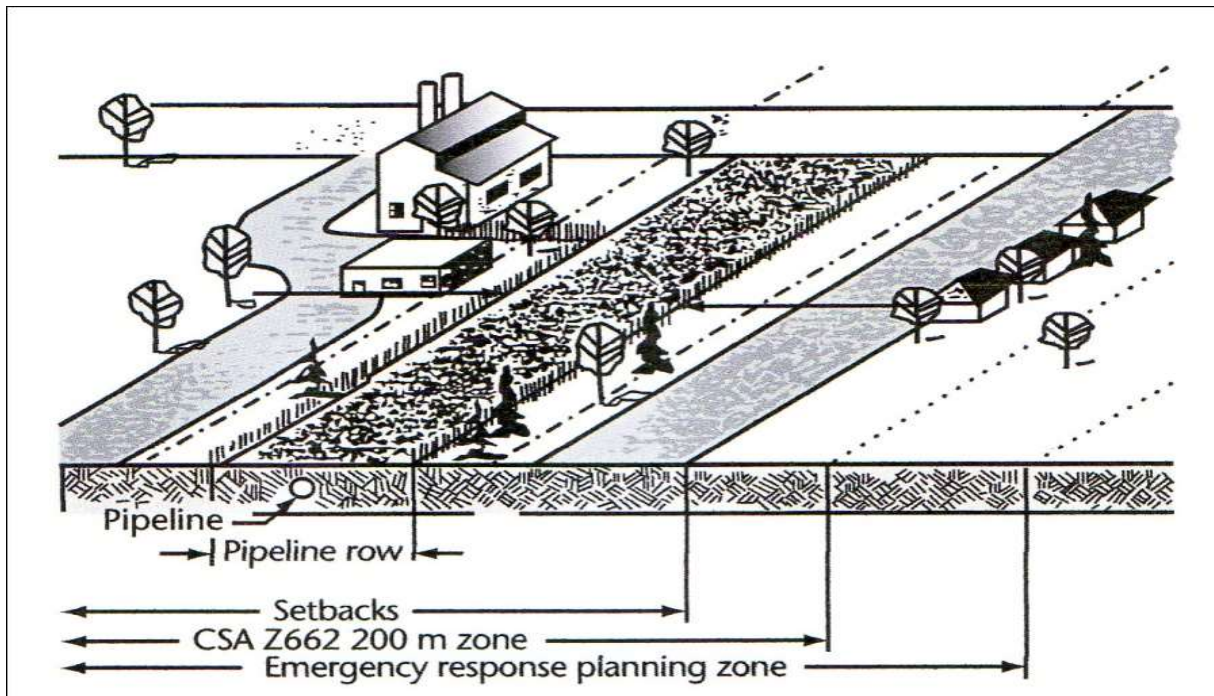 Pipeline
Pipeline row
Setbacks
CSA Z662 200 m zone
Emergency response planning zone